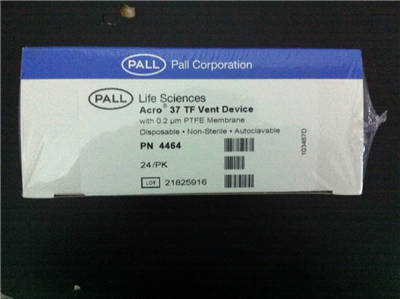 PALL Pall Corporation
PALL Life Sciences
Acro® 37 TF Vent Device
with 0.2 µm PTFE Membrane
Disposable • Non-Sterile • Autoclavable
PN 4464
24/PK
LOT 21825916
103467D